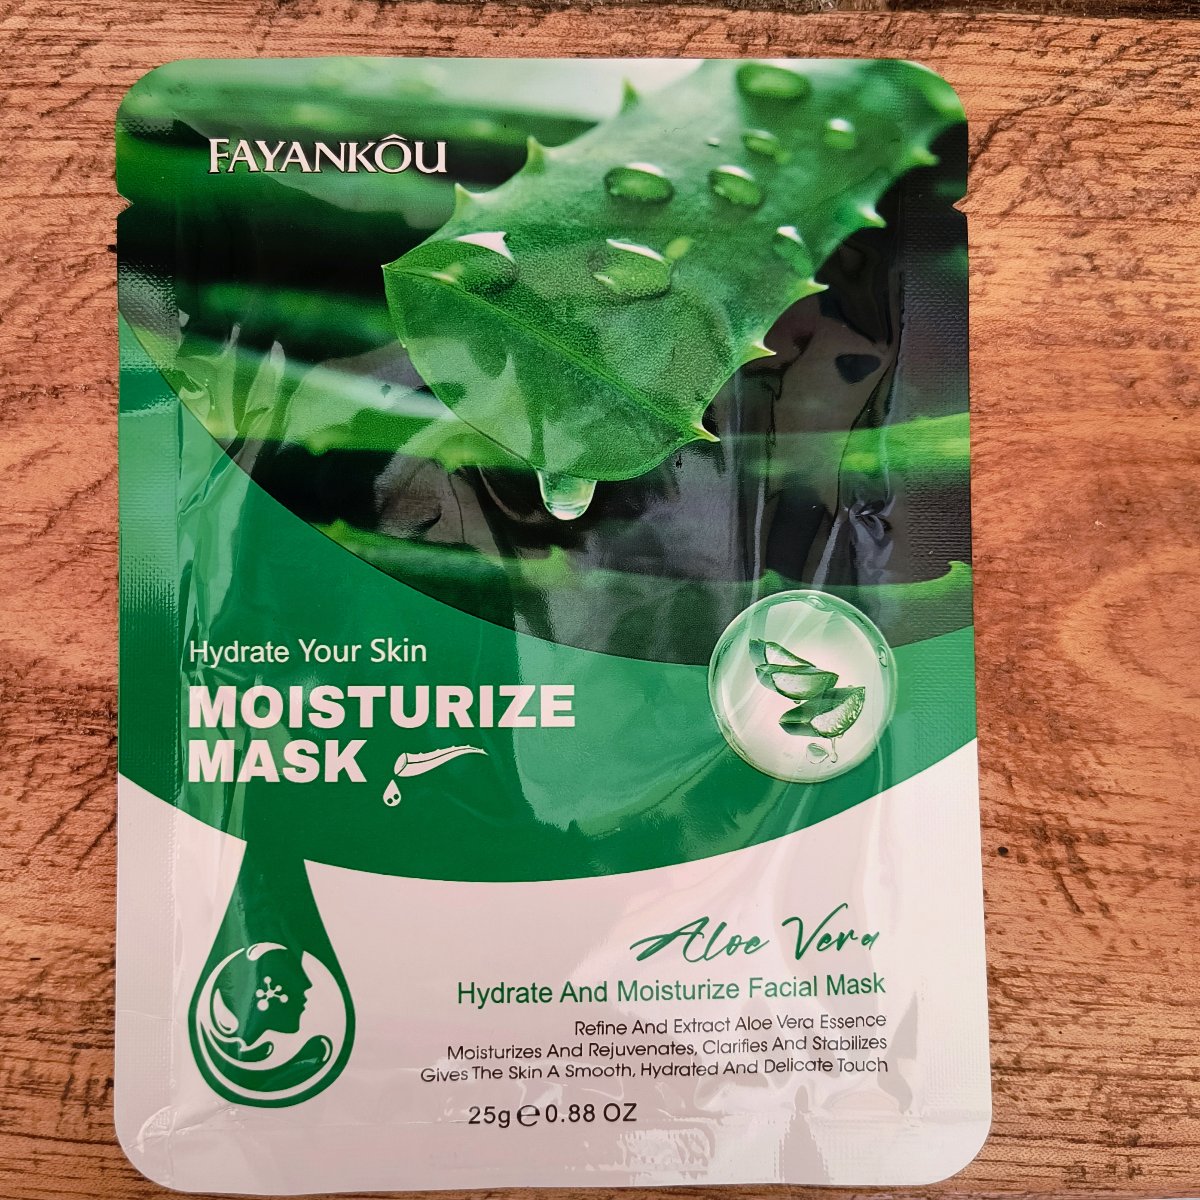 FAYANKÔU
Hydrate Your Skin
MOISTURIZE
MASK
Aloe Vera
Hydrate And Moisturize Facial Mask
Refine And Extract Aloe Vera Essence
Moisturizes And Rejuvenates, Clarifies And Stabilizes
Gives The Skin A Smooth, Hydrated And Delicate Touch
25g ℮ 0.88 OZ